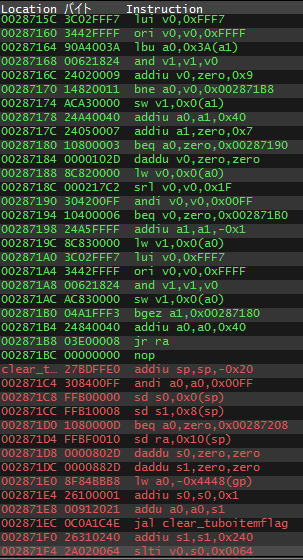 Location バイト Instruction
0028715C 3C02FFF7 lui v0,0xFFF7
00287160 3442FFFF ori v0,v0,0xFFFF
00287164 90A4003A lbu a0,0x3A(a1)
00287168 00621824 and v1,v1,v0
0028716C 24020009 addiu v0,zero,0x9
00287170 14820011 bne a0,v0,0x002871B8
00287174 ACA30000 sw v1,0x0(a1)
00287178 24A40040 addiu a0,a1,0x40
0028717C 24050007 addiu a1,zero,0x7
00287180 10800003 beq a0,zero,0x00287190
00287184 0000102D daddu v0,zero,zero
00287188 8C820000 lw v0,0x0(a0)
0028718C 000217C2 srl v0,v0,0x1F
00287190 304200FF andi v0,v0,0x00FF
00287194 10400006 beq v0,zero,0x002871B0
00287198 24A5FFFF addiu a1,a1,-0x1
0028719C 8C830000 lw v1,0x0(a0)
002871A0 3C02FFF7 lui v0,0xFFF7
002871A4 3442FFFF ori v0,v0,0xFFFF
002871A8 00621824 and v1,v1,v0
002871AC AC830000 sw v1,0x0(a0)
002871B0 04A1FFF3 bgez a1,0x00287180
002871B4 24840040 addiu a0,a0,0x40
002871B8 03E00008 jr ra
002871BC 00000000 nop
clear_t... 27BDFFE0 addiu sp,sp,-0x20
002871C4 308400FF andi a0,a0,0x00FF
002871C8 FFB00000 sd s0,0x0(sp)
002871CC FFB10008 sd s1,0x8(sp)
002871D0 1080000D beq a0,zero,0x00287208
002871D4 FFBF0010 sd ra,0x10(sp)
002871D8 0000802D daddu s0,zero,zero
002871DC 0000882D daddu s1,zero,zero
002871E0 8F84BBB8 lw a0,-0x4448(gp)
002871E4 26100001 addiu s0,s0,0x1
002871E8 00912021 addu a0,a0,s1
002871EC 0C0A1C4E jal clear_tuboitemflag
002871F0 26310240 addiu s1,s1,0x240
002871F4 2A020064 slti v0,s0,0x0064